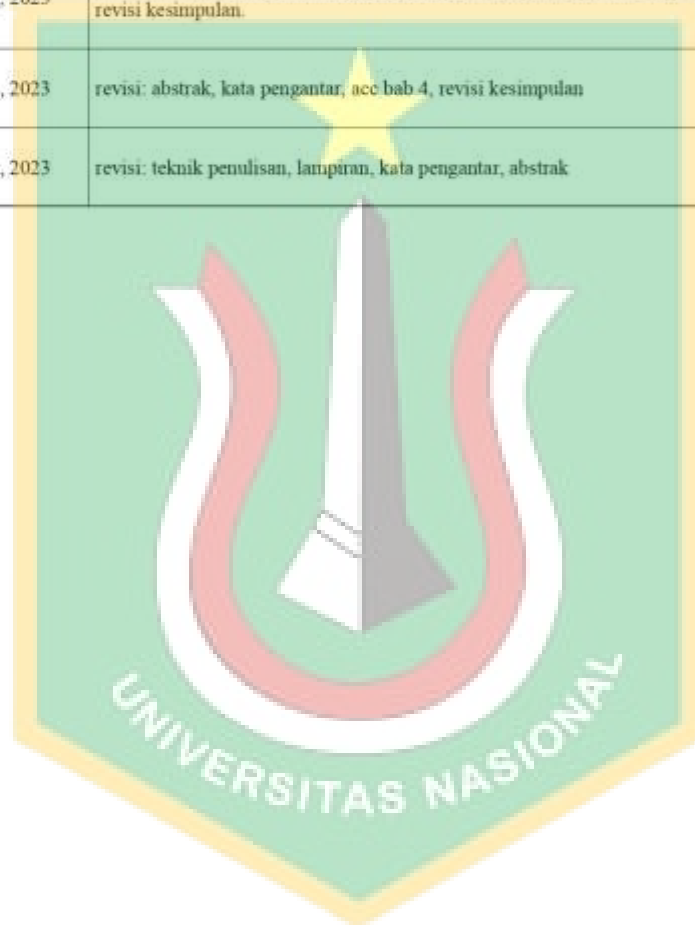 , 2023
revisi kesimpulan.
, 2023 revisi: abstrak, kata pengantar, acc bab 4, revisi kesimpulan
, 2023 revisi: teknik penulisan, lampiran, kata pengantar, abstrak
UNIVERSITAS NASIONAL